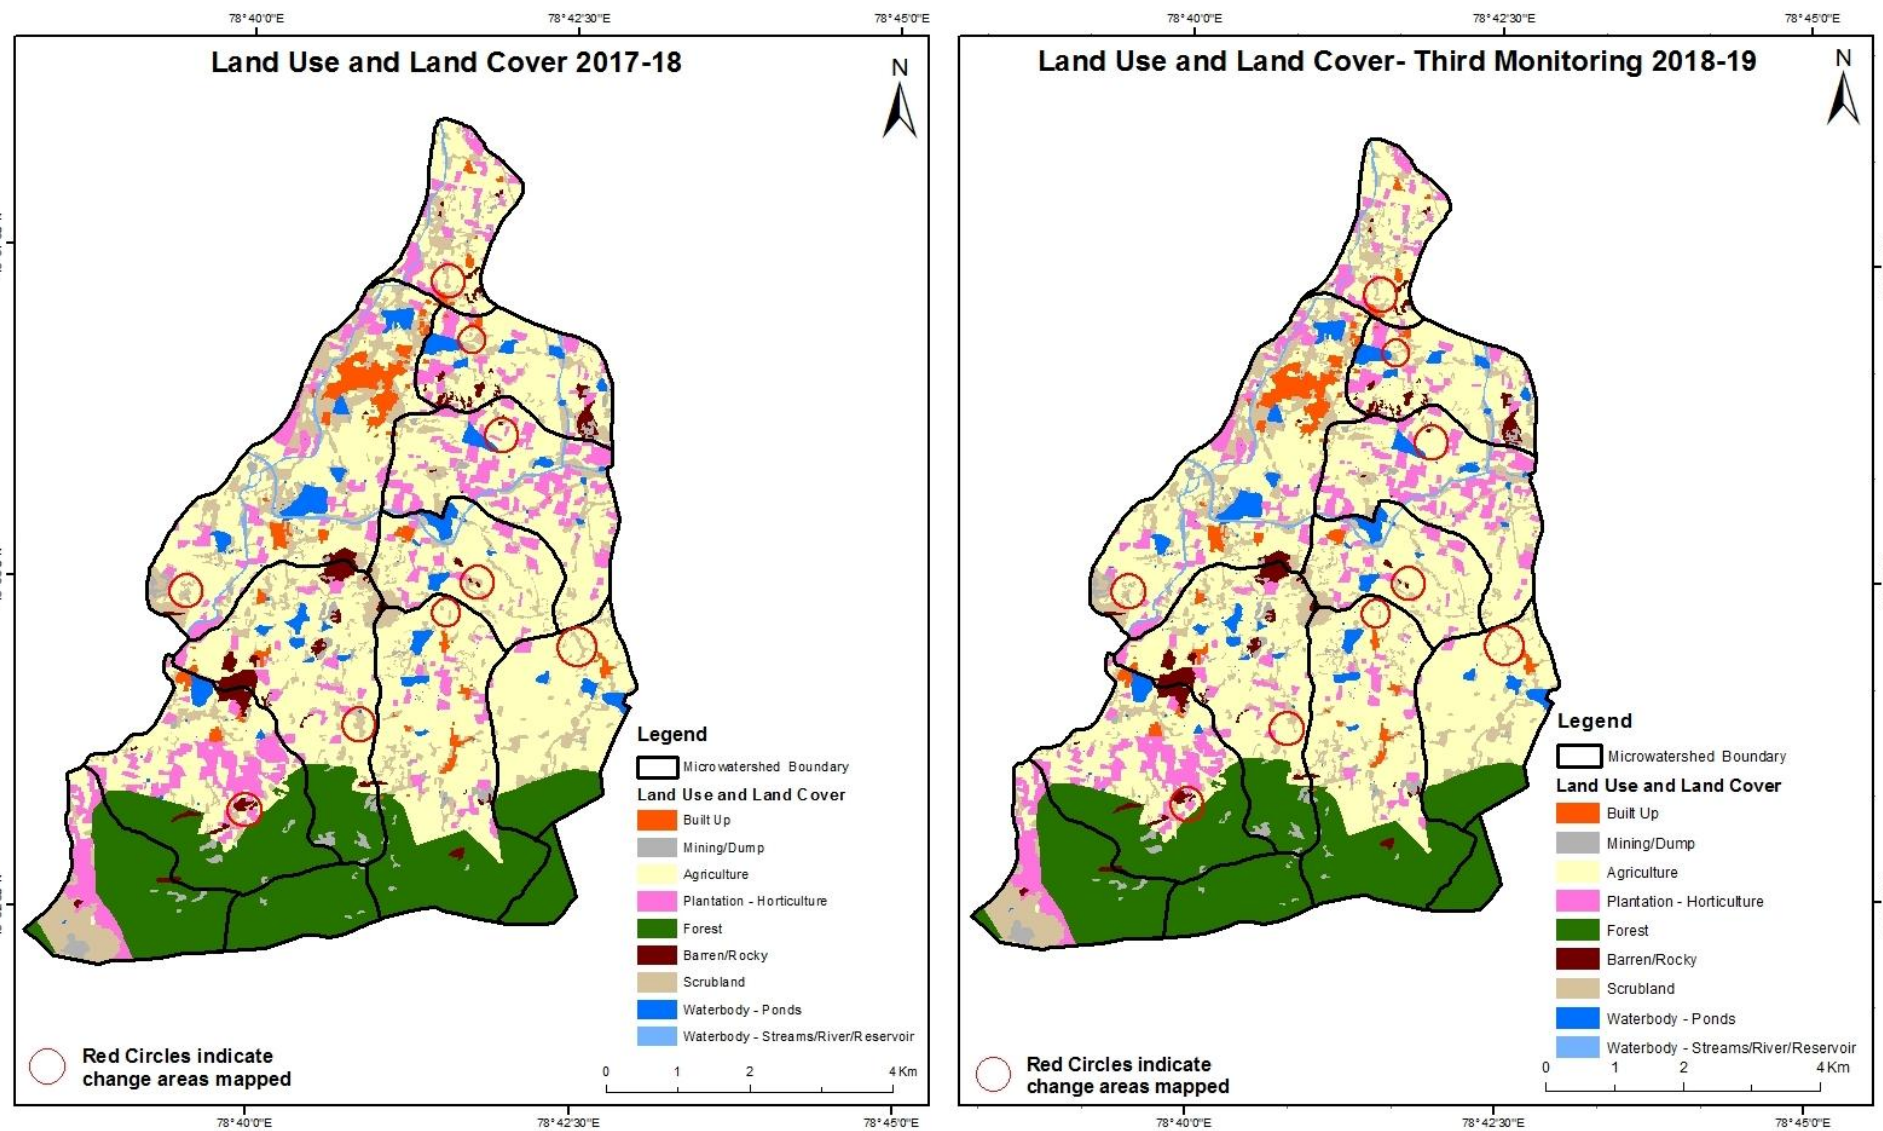 78°40'0"E
78°42'30"E
78°45'0"E
78°40'0"E
78°42'30"E
78°45'0"E
Land Use and Land Cover 2017-18
N
Legend
Microwatershed Boundary
Land Use and Land Cover
Built Up
Mining/Dump
Agriculture
Plantation - Horticulture
Forest
Barren/Rocky
Scrubland
Waterbody - Ponds
Waterbody - Streams/River/Reservoir
Red Circles indicate
change areas mapped
0 1 2 4 Km
78°40'0"E
78°42'30"E
78°45'0"E
Land Use and Land Cover- Third Monitoring 2018-19
N
Legend
Microwatershed Boundary
Land Use and Land Cover
Built Up
Mining/Dump
Agriculture
Plantation - Horticulture
Forest
Barren/Rocky
Scrubland
Waterbody - Ponds
Waterbody - Streams/River/Reservoir
Red Circles indicate
change areas mapped
0 1 2 4 Km
78°40'0"E
78°42'30"E
78°45'0"E